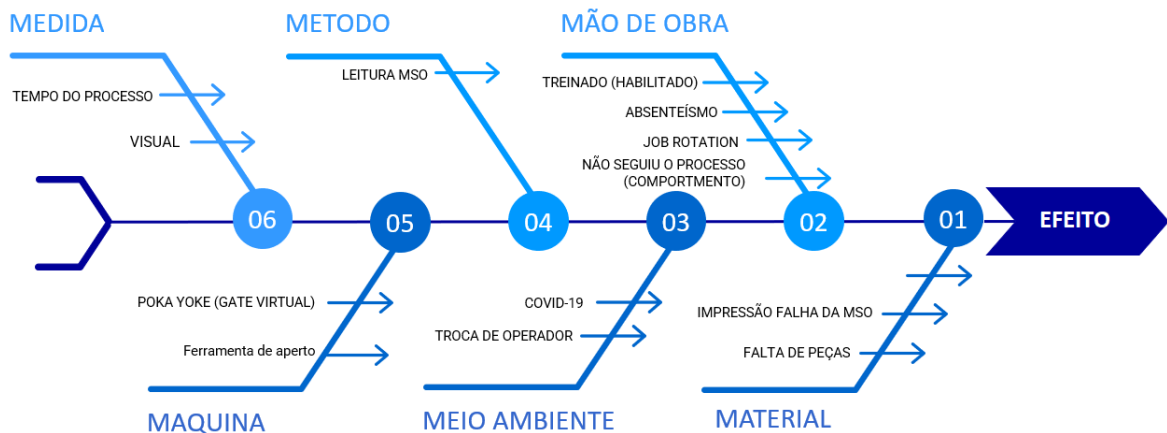 MEDIDA
TEMPO DO PROCESSO
VISUAL
METODO
LEITURA MSO
MÃO DE OBRA
TREINADO (HABILITADO)
ABSENTEÍSMO
JOB ROTATION
NÃO SEGUIU O PROCESSO
(COMPORTMENTO)
06
05
04
03
02
01
EFEITO
POKA YOKE (GATE VIRTUAL)
Ferramenta de aperto
MAQUINA
COVID-19
TROCA DE OPERADOR
MEIO AMBIENTE
IMPRESSÃO FALHA DA MSO
FALTA DE PEÇAS
MATERIAL